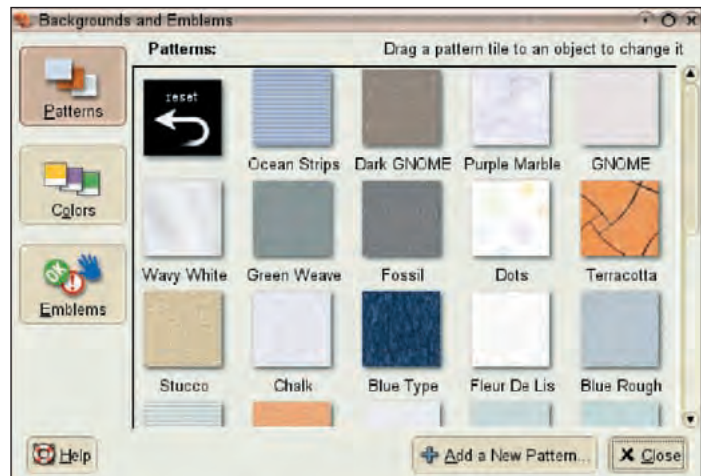 Backgrounds and Emblems
Patterns: Drag a pattern tile to an object to change it
Patterns
Colors
Emblems
reset
Ocean Strips Dark GNOME Purple Marble GNOME
Wavy White Green Weave Fossil Dots Terracotta
Stucco Chalk Blue Type Fleur De Lis Blue Rough
OK
Help Add a New Pattern... Close